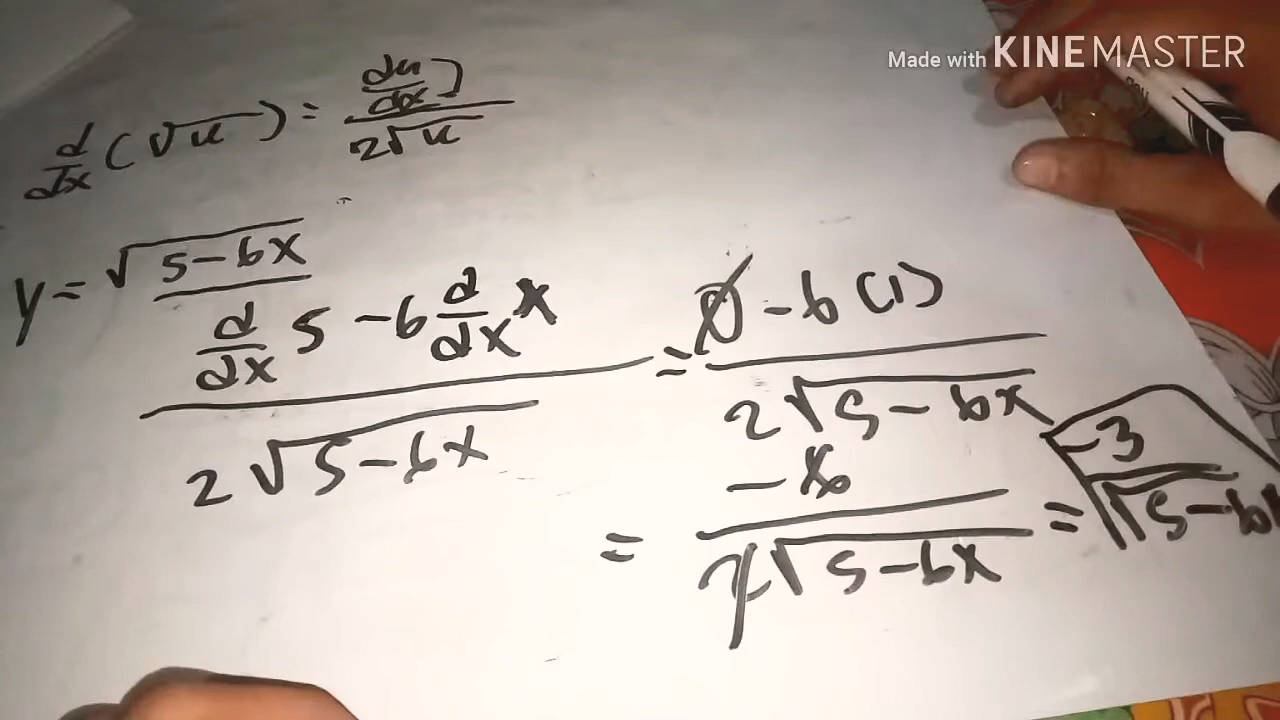 Made with KINEMASTER
d/dx (√u) = du/dx] / 2√u
y = √5-6x
d/dx 5 - 6 d/dx x / 2√5-6x = 0 - 6(1) / 2√5-6x
= -6 / 2√5-6x = -3 / √5-6x